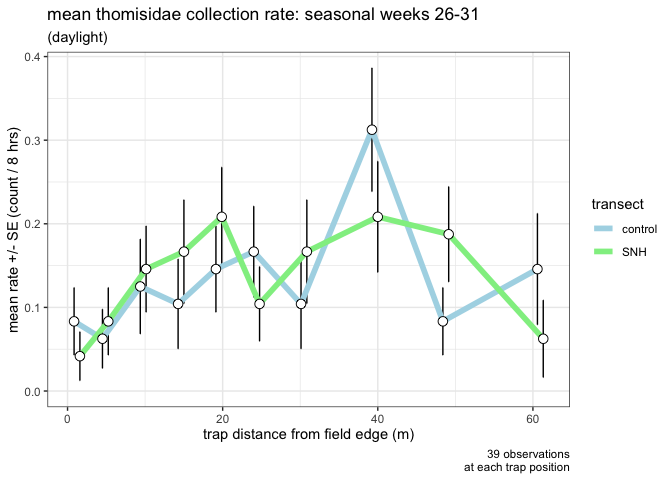 mean thomisidae collection rate: seasonal weeks 26-31
(daylight)
mean rate +/- SE (count / 8 hrs)
0.4
0.3
0.2
0.1
0.0
0
20
40
60
trap distance from field edge (m)
transect
control
SNH
39 observations
at each trap position